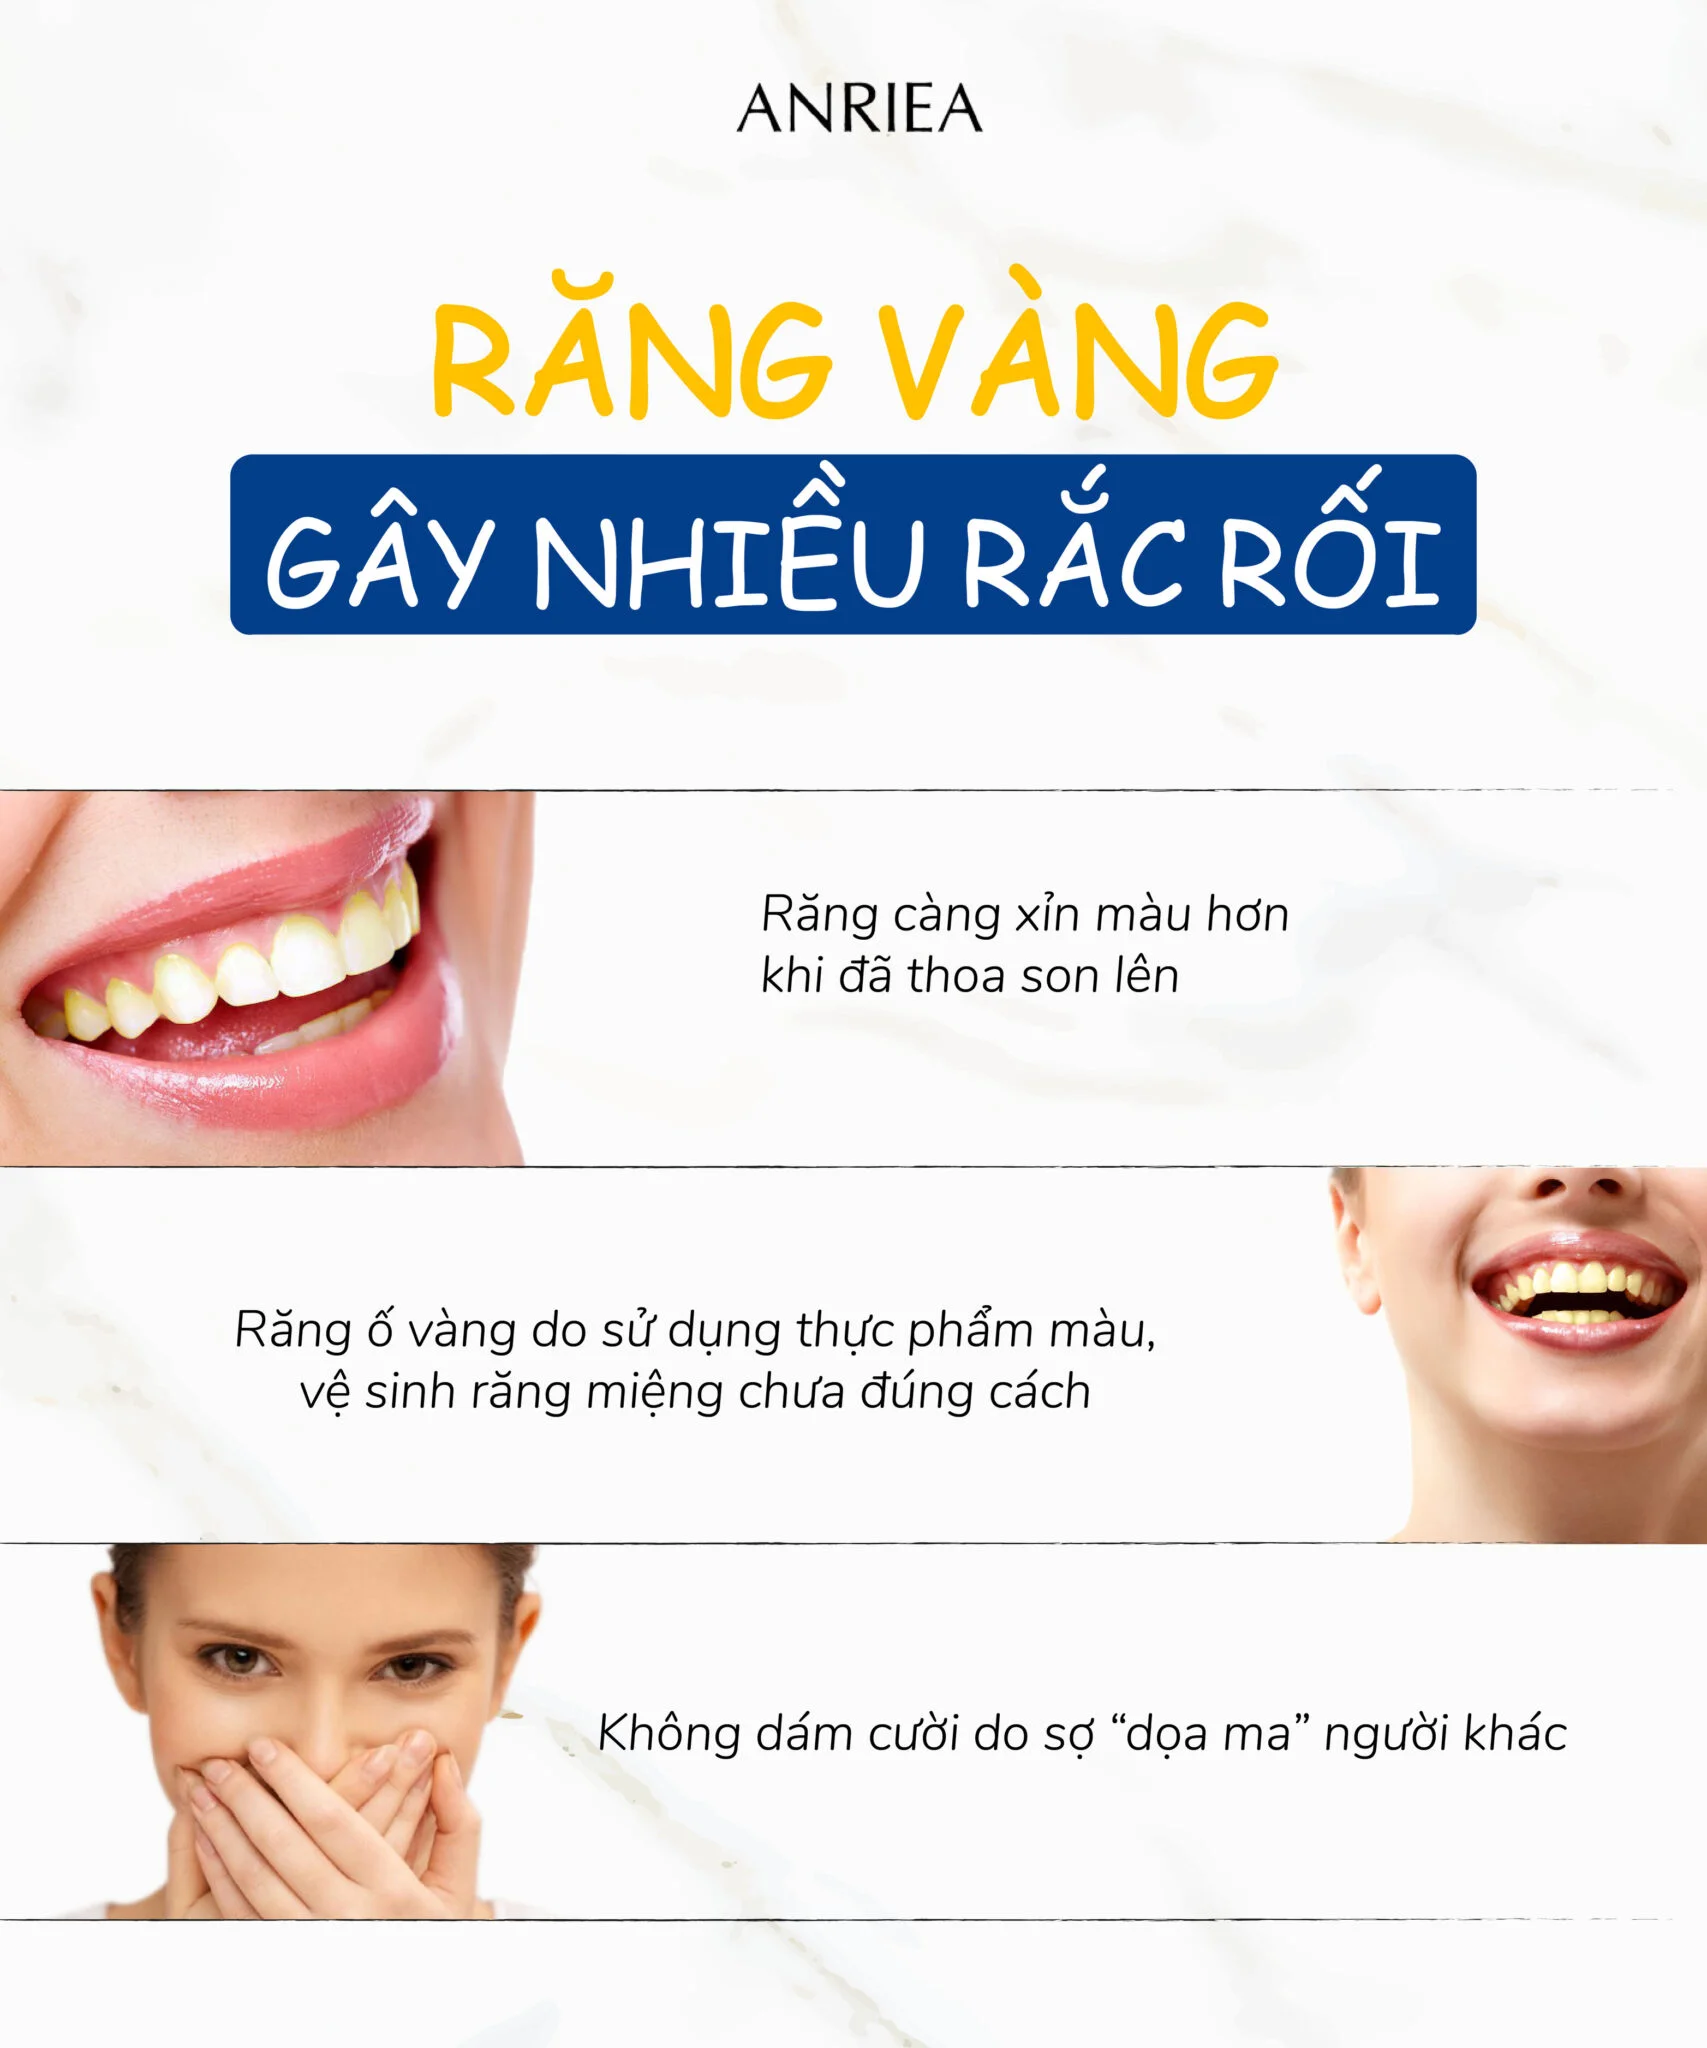 ANRIEA
RĂNG VÀNG
GÂY NHIỀU RẮC RỐI
Răng càng xỉn màu hơn
khi đã thoa son lên
Răng ố vàng do sử dụng thực phẩm màu,
vệ sinh răng miệng chưa đúng cách
Không dám cười do sợ “dọa ma” người khác